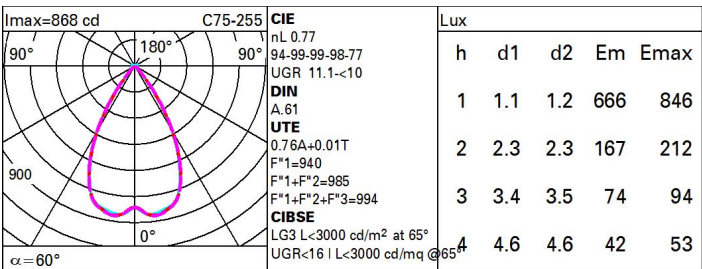 Imax=868 cd C75-255
90° 180° 90°
900
0°
α=60°
CIE
nL 0.77
94-99-99-98-77
UGR 11.1-<10
DIN
A.61
UTE
0.76A+0.01T
F"1=940
F"1+F"2=985
F"1+F"2+F"3=994
CIBSE
LG3 L<3000 cd/m² at 65°
UGR<16 | L<3000 cd/mq @65°
Lux
h d1 d2 Em Emax
1 1.1 1.2 666 846
2 2.3 2.3 167 212
3 3.4 3.5 74 94
4 4.6 4.6 42 53